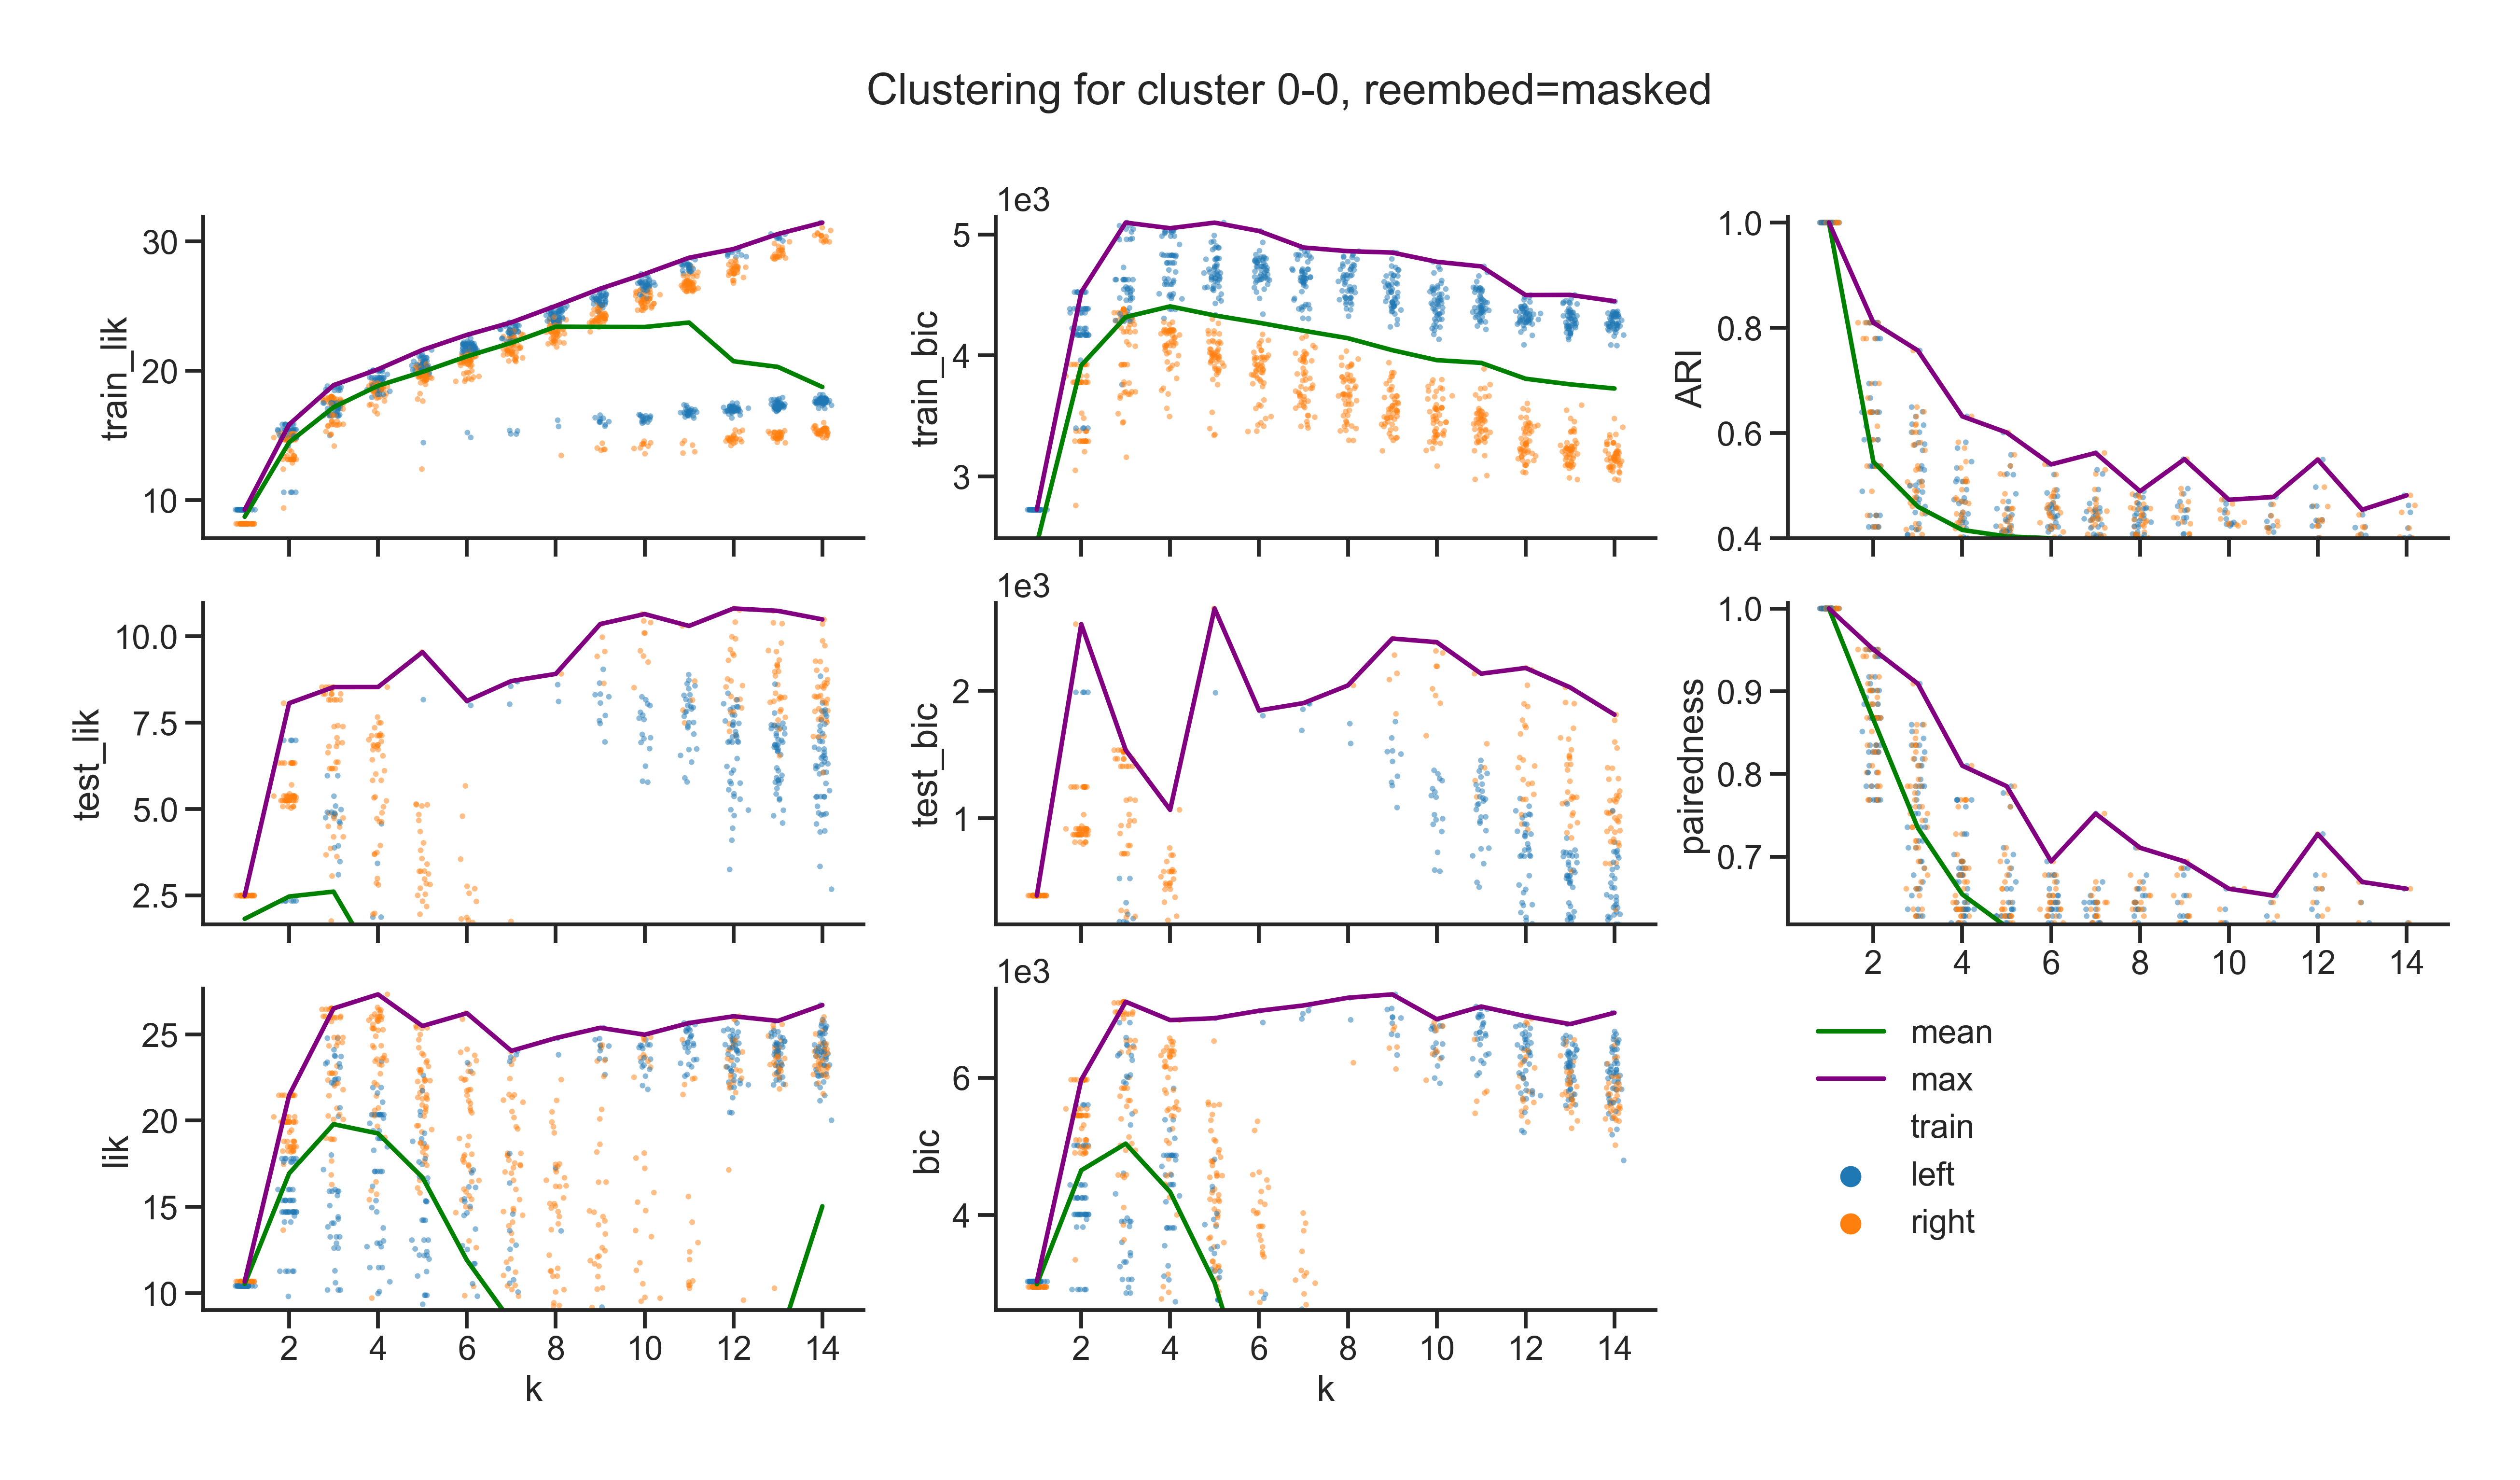 Clustering for cluster 0-0, reembed=masked
train_lik
30
20
10
1e3
train_bic
5
4
3
ARI
1.0
0.8
0.6
0.4
test_lik
10.0
7.5
5.0
2.5
1e3
test_bic
2
1
pairedness
1.0
0.9
0.8
0.7
2 4 6 8 10 12 14
lik
25
20
15
10
2 4 6 8 10 12 14
k
1e3
bic
6
4
2 4 6 8 10 12 14
k
mean
max
train
left
right